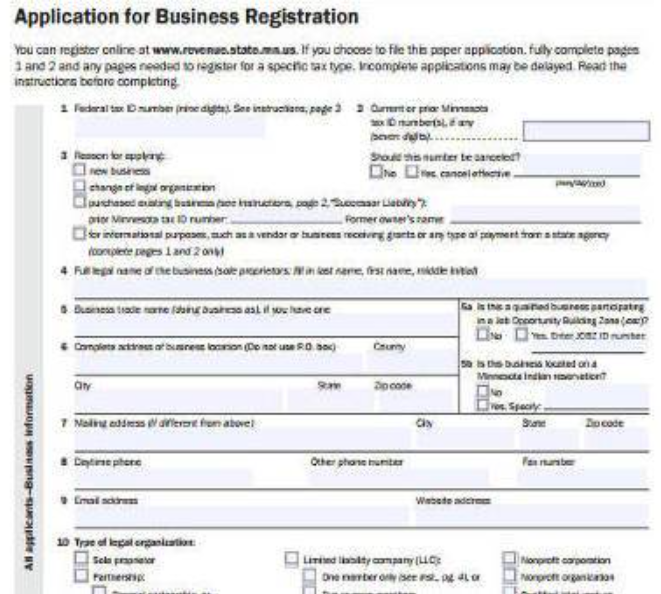 Application for Business Registration
You can register online at www.revenue.state.mn.us. If you choose to file this paper application, fully complete pages
1 and 2 and any pages needed to register for a specific tax type. Incomplete applications may be delayed. Read the
instructions before completing.
All applicants—Business information
1 Federal tax ID number (nine digits). See instructions, page 3
2 Current or prior Minnesota
tax ID number(s), if any
(seven digits)
Should this number be canceled?
No Yes, cancel effective
(mm/dd/yyyy)
3 Reason for applying:
new business
change of legal organization
purchased existing business (see instructions, page 2, "Successor Liability"):
prior Minnesota tax ID number: Former owner's name:
for informational purposes, such as a vendor or business receiving grants or any type of payment from a state agency
(complete pages 1 and 2 only)
4 Full legal name of the business (sole proprietors: fill in last name, first name, middle initial)
5 Business trade name (doing business as), if you have one
5a Is this a qualified business participating
in a Job Opportunity Building Zone (JOBZ)?
No Yes. Enter JOBZ ID number:
6 Complete address of business location (Do not use P.O. box) County
City State Zip code
5b Is this business located on a
Minnesota Indian reservation?
No
Yes. Specify:
7 Mailing address (if different from above) City State Zip code
8 Daytime phone Other phone number Fax number
9 Email address Website address
10 Type of legal organization:
Sole proprietor Limited liability company (LLC): Nonprofit corporation
Partnership: One member only (see inst., pg. 4), or Nonprofit organization